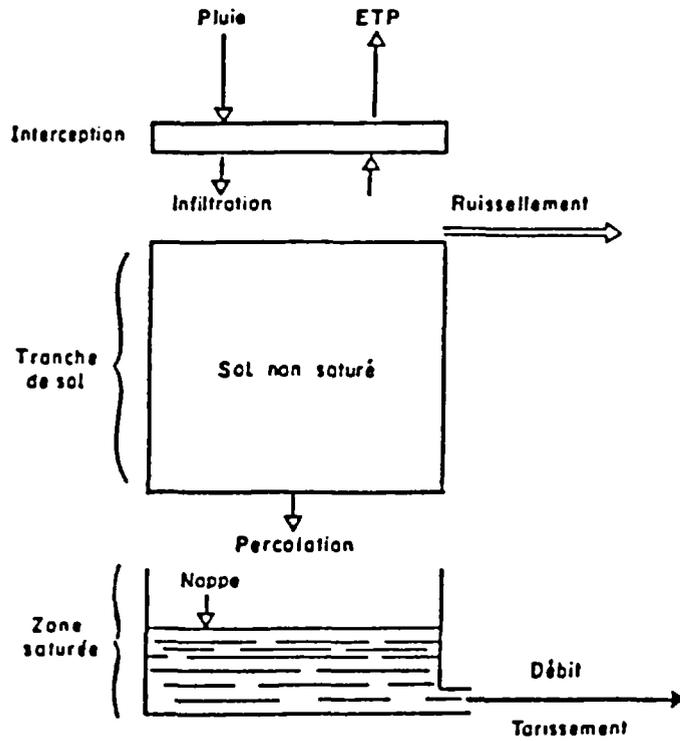 Pluie
ETP
Interception
Infiltration
Ruissellement
Tranche
de sol
Sol non saturé
Percolation
Nappe
Zone
saturée
Débit
Tarissement